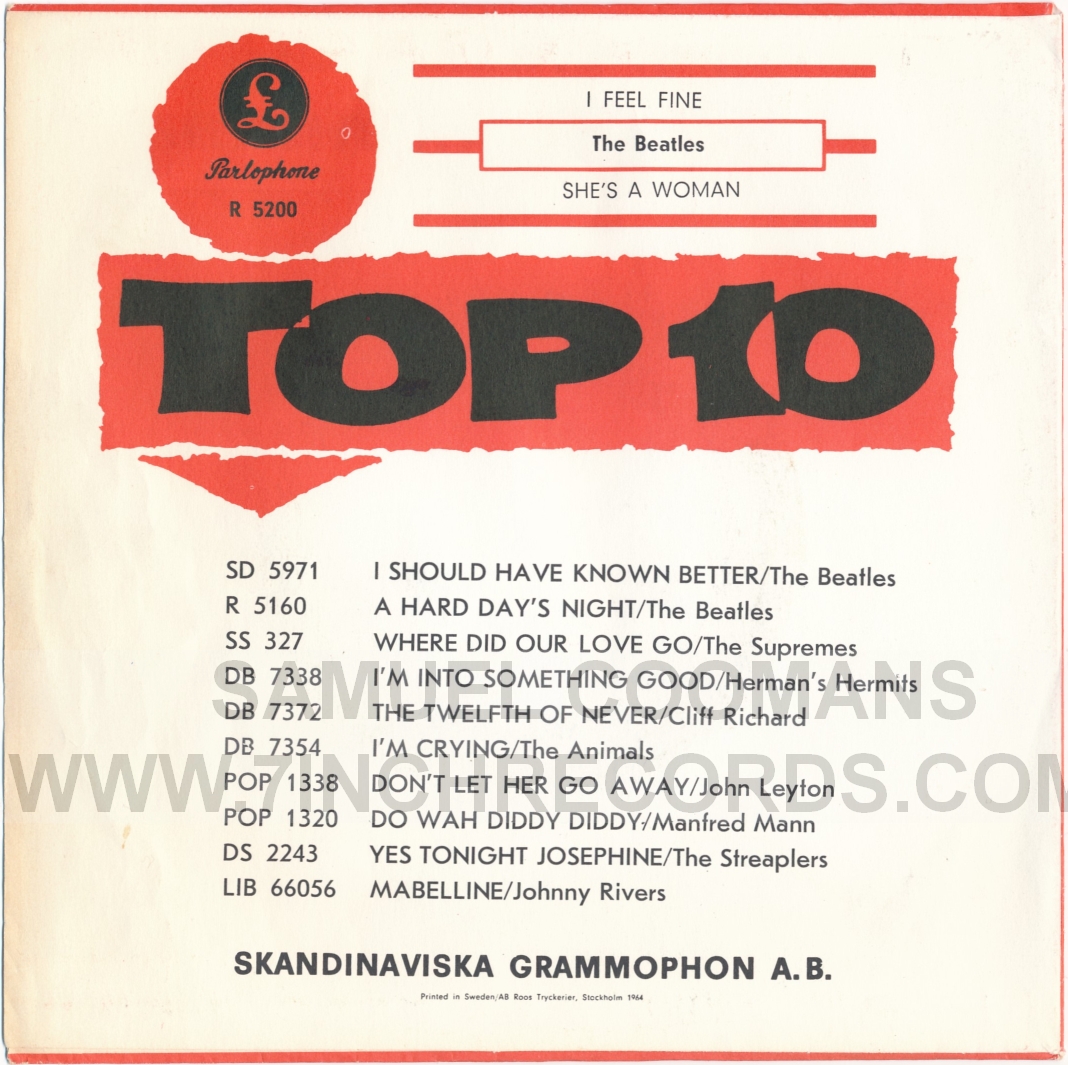 £
Parlophone
R 5200
I FEEL FINE
The Beatles
SHE'S A WOMAN
TOP 10
SD 5971 I SHOULD HAVE KNOWN BETTER/The Beatles
R 5160 A HARD DAY'S NIGHT/The Beatles
SS 327 WHERE DID OUR LOVE GO/The Supremes
DB 7338 I'M INTO SOMETHING GOOD/Herman's Hermits
DB 7372 THE TWELFTH OF NEVER/Cliff Richard
DB 7354 I'M CRYING/The Animals
POP 1338 DON'T LET HER GO AWAY/John Leyton
POP 1320 DO WAH DIDDY DIDDY/Manfred Mann
DS 2243 YES TONIGHT JOSEPHINE/The Streaplers
LIB 66056 MABELLINE/Johnny Rivers
SKANDINAVISKA GRAMMOPHON A.B.
Printed in Sweden/AB Roos Tryckerier, Stockholm 1964
SAMUEL COOMANS
WWW.7INCHRECORDS.COM